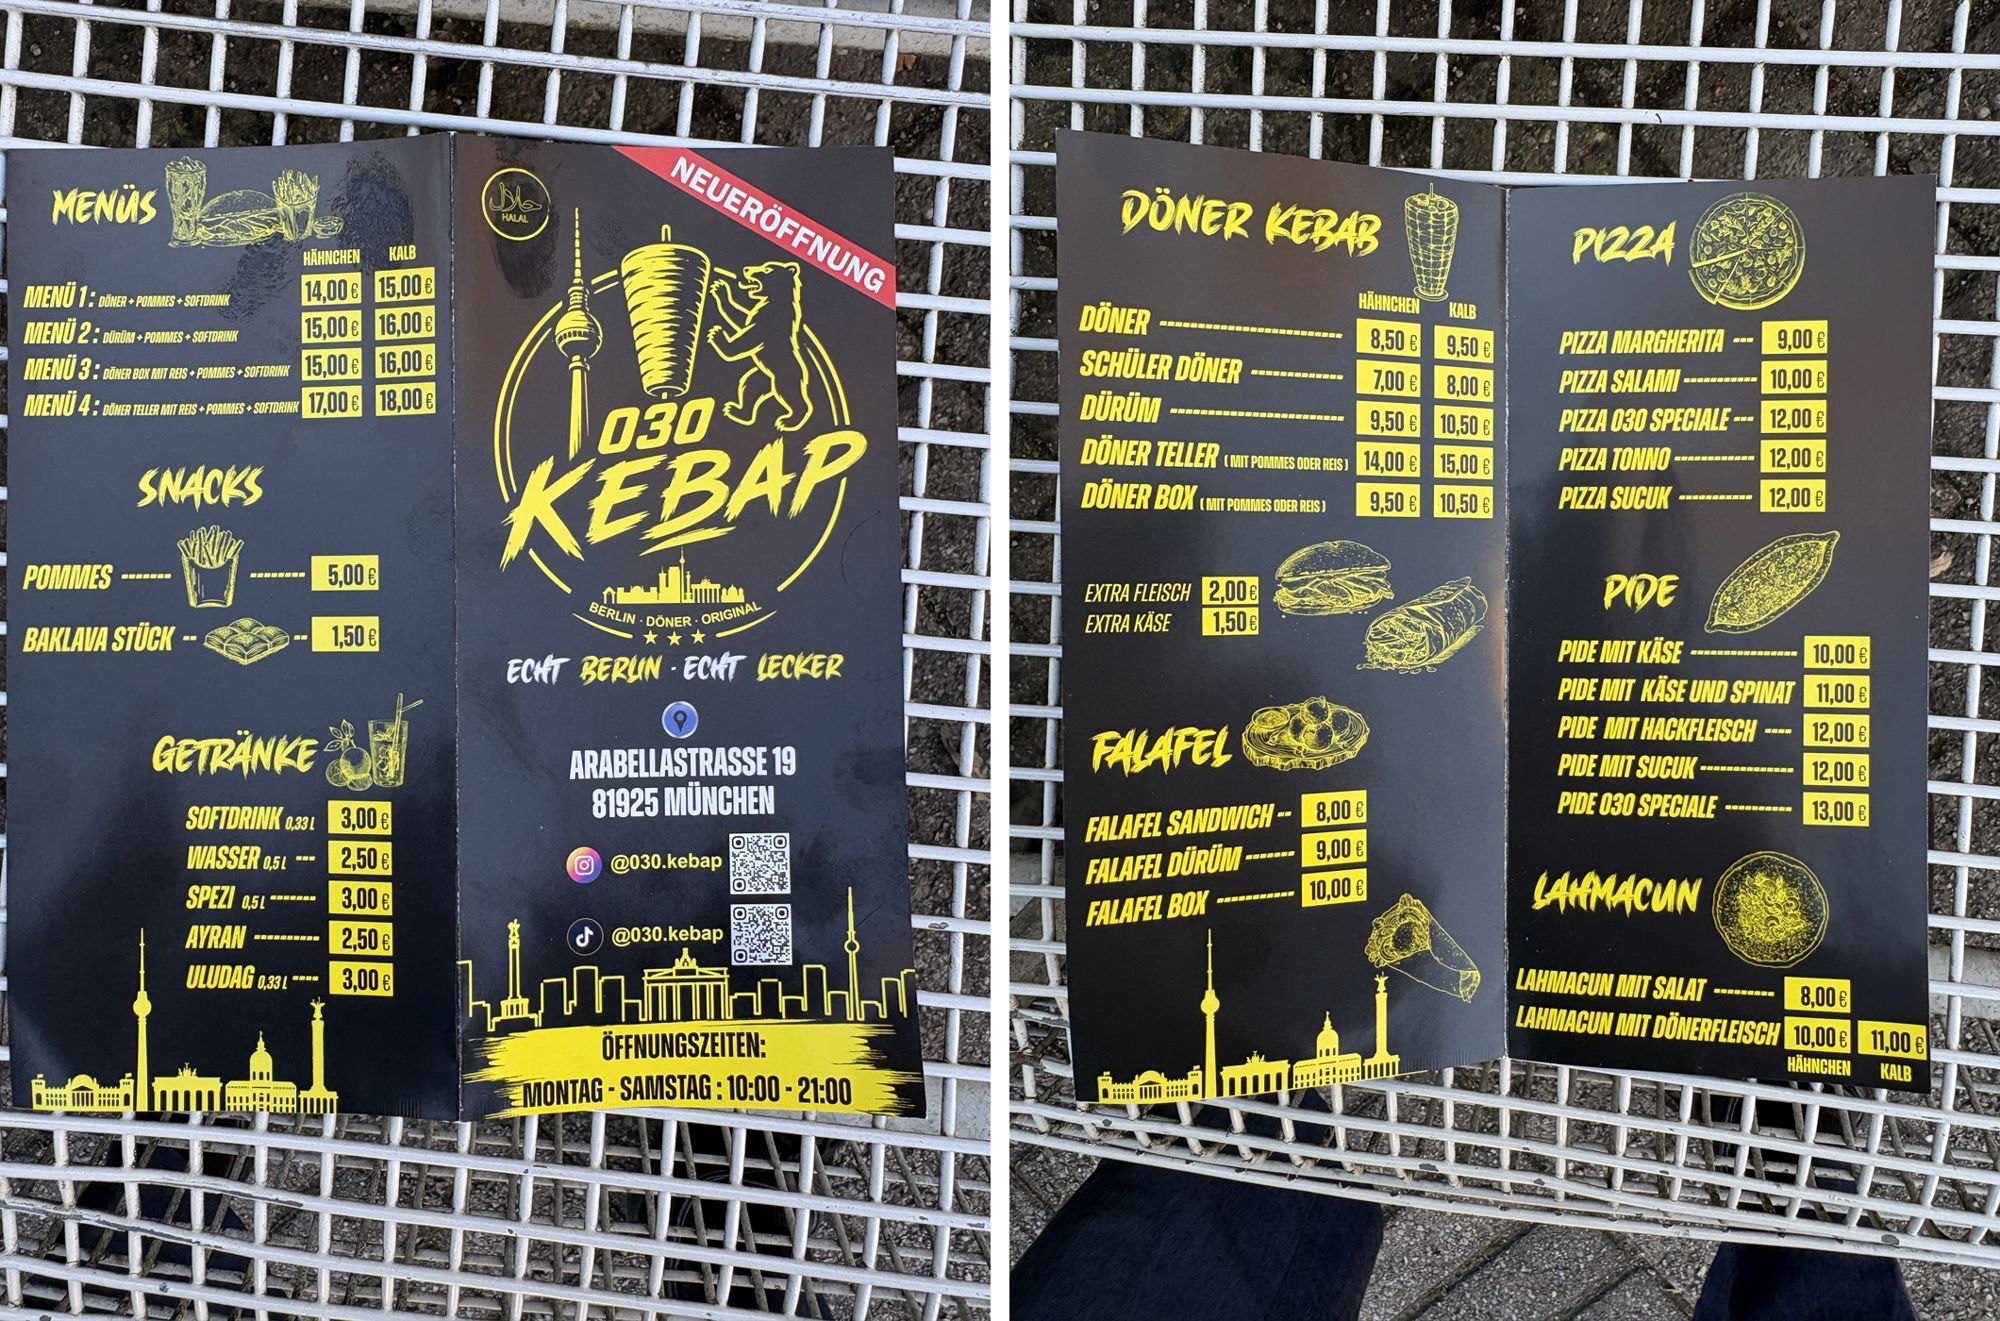 MENÜS
HÄHNCHEN KALB
MENÜ 1 : DÖNER + POMMES + SOFTDRINK 14,00 € 15,00 €
MENÜ 2 : DÜRÜM + POMMES + SOFTDRINK 15,00 € 16,00 €
MENÜ 3 : DÖNER BOX MIT REIS + POMMES + SOFTDRINK 15,00 € 16,00 €
MENÜ 4 : DÖNER TELLER MIT REIS + POMMES + SOFTDRINK 17,00 € 18,00 €
SNACKS
POMMES 5,00 €
BAKLAVA STÜCK 1,50 €
GETRÄNKE
SOFTDRINK 0,33 L 3,00 €
WASSER 0,5 L 2,50 €
SPEZI 0,5 L 3,00 €
AYRAN 2,50 €
ULUDAG 0,33 L 3,00 €
حلال
HALAL
NEUERÖFFNUNG
030
KEBAP
BERLIN · DÖNER · ORIGINAL
ECHT BERLIN · ECHT LECKER
ARABELLASTRASSE 19
81925 MÜNCHEN
@030.kebap
@030.kebap
ÖFFNUNGSZEITEN:
MONTAG - SAMSTAG : 10:00 - 21:00
DÖNER KEBAB
HÄHNCHEN KALB
DÖNER 8,50 € 9,50 €
SCHÜLER DÖNER 7,00 € 8,00 €
DÜRÜM 9,50 € 10,50 €
DÖNER TELLER ( MIT POMMES ODER REIS ) 14,00 € 15,00 €
DÖNER BOX ( MIT POMMES ODER REIS ) 9,50 € 10,50 €
EXTRA FLEISCH 2,00 €
EXTRA KÄSE 1,50 €
FALAFEL
FALAFEL SANDWICH 8,00 €
FALAFEL DÜRÜM 9,00 €
FALAFEL BOX 10,00 €
PIZZA
PIZZA MARGHERITA 9,00 €
PIZZA SALAMI 10,00 €
PIZZA 030 SPECIALE 12,00 €
PIZZA TONNO 12,00 €
PIZZA SUCUK 12,00 €
PIDE
PIDE MIT KÄSE 10,00 €
PIDE MIT KÄSE UND SPINAT 11,00 €
PIDE MIT HACKFLEISCH 12,00 €
PIDE MIT SUCUK 12,00 €
PIDE 030 SPECIALE 13,00 €
LAHMACUN
LAHMACUN MIT SALAT 8,00 €
LAHMACUN MIT DÖNERFLEISCH 10,00 € 11,00 €
HÄHNCHEN KALB